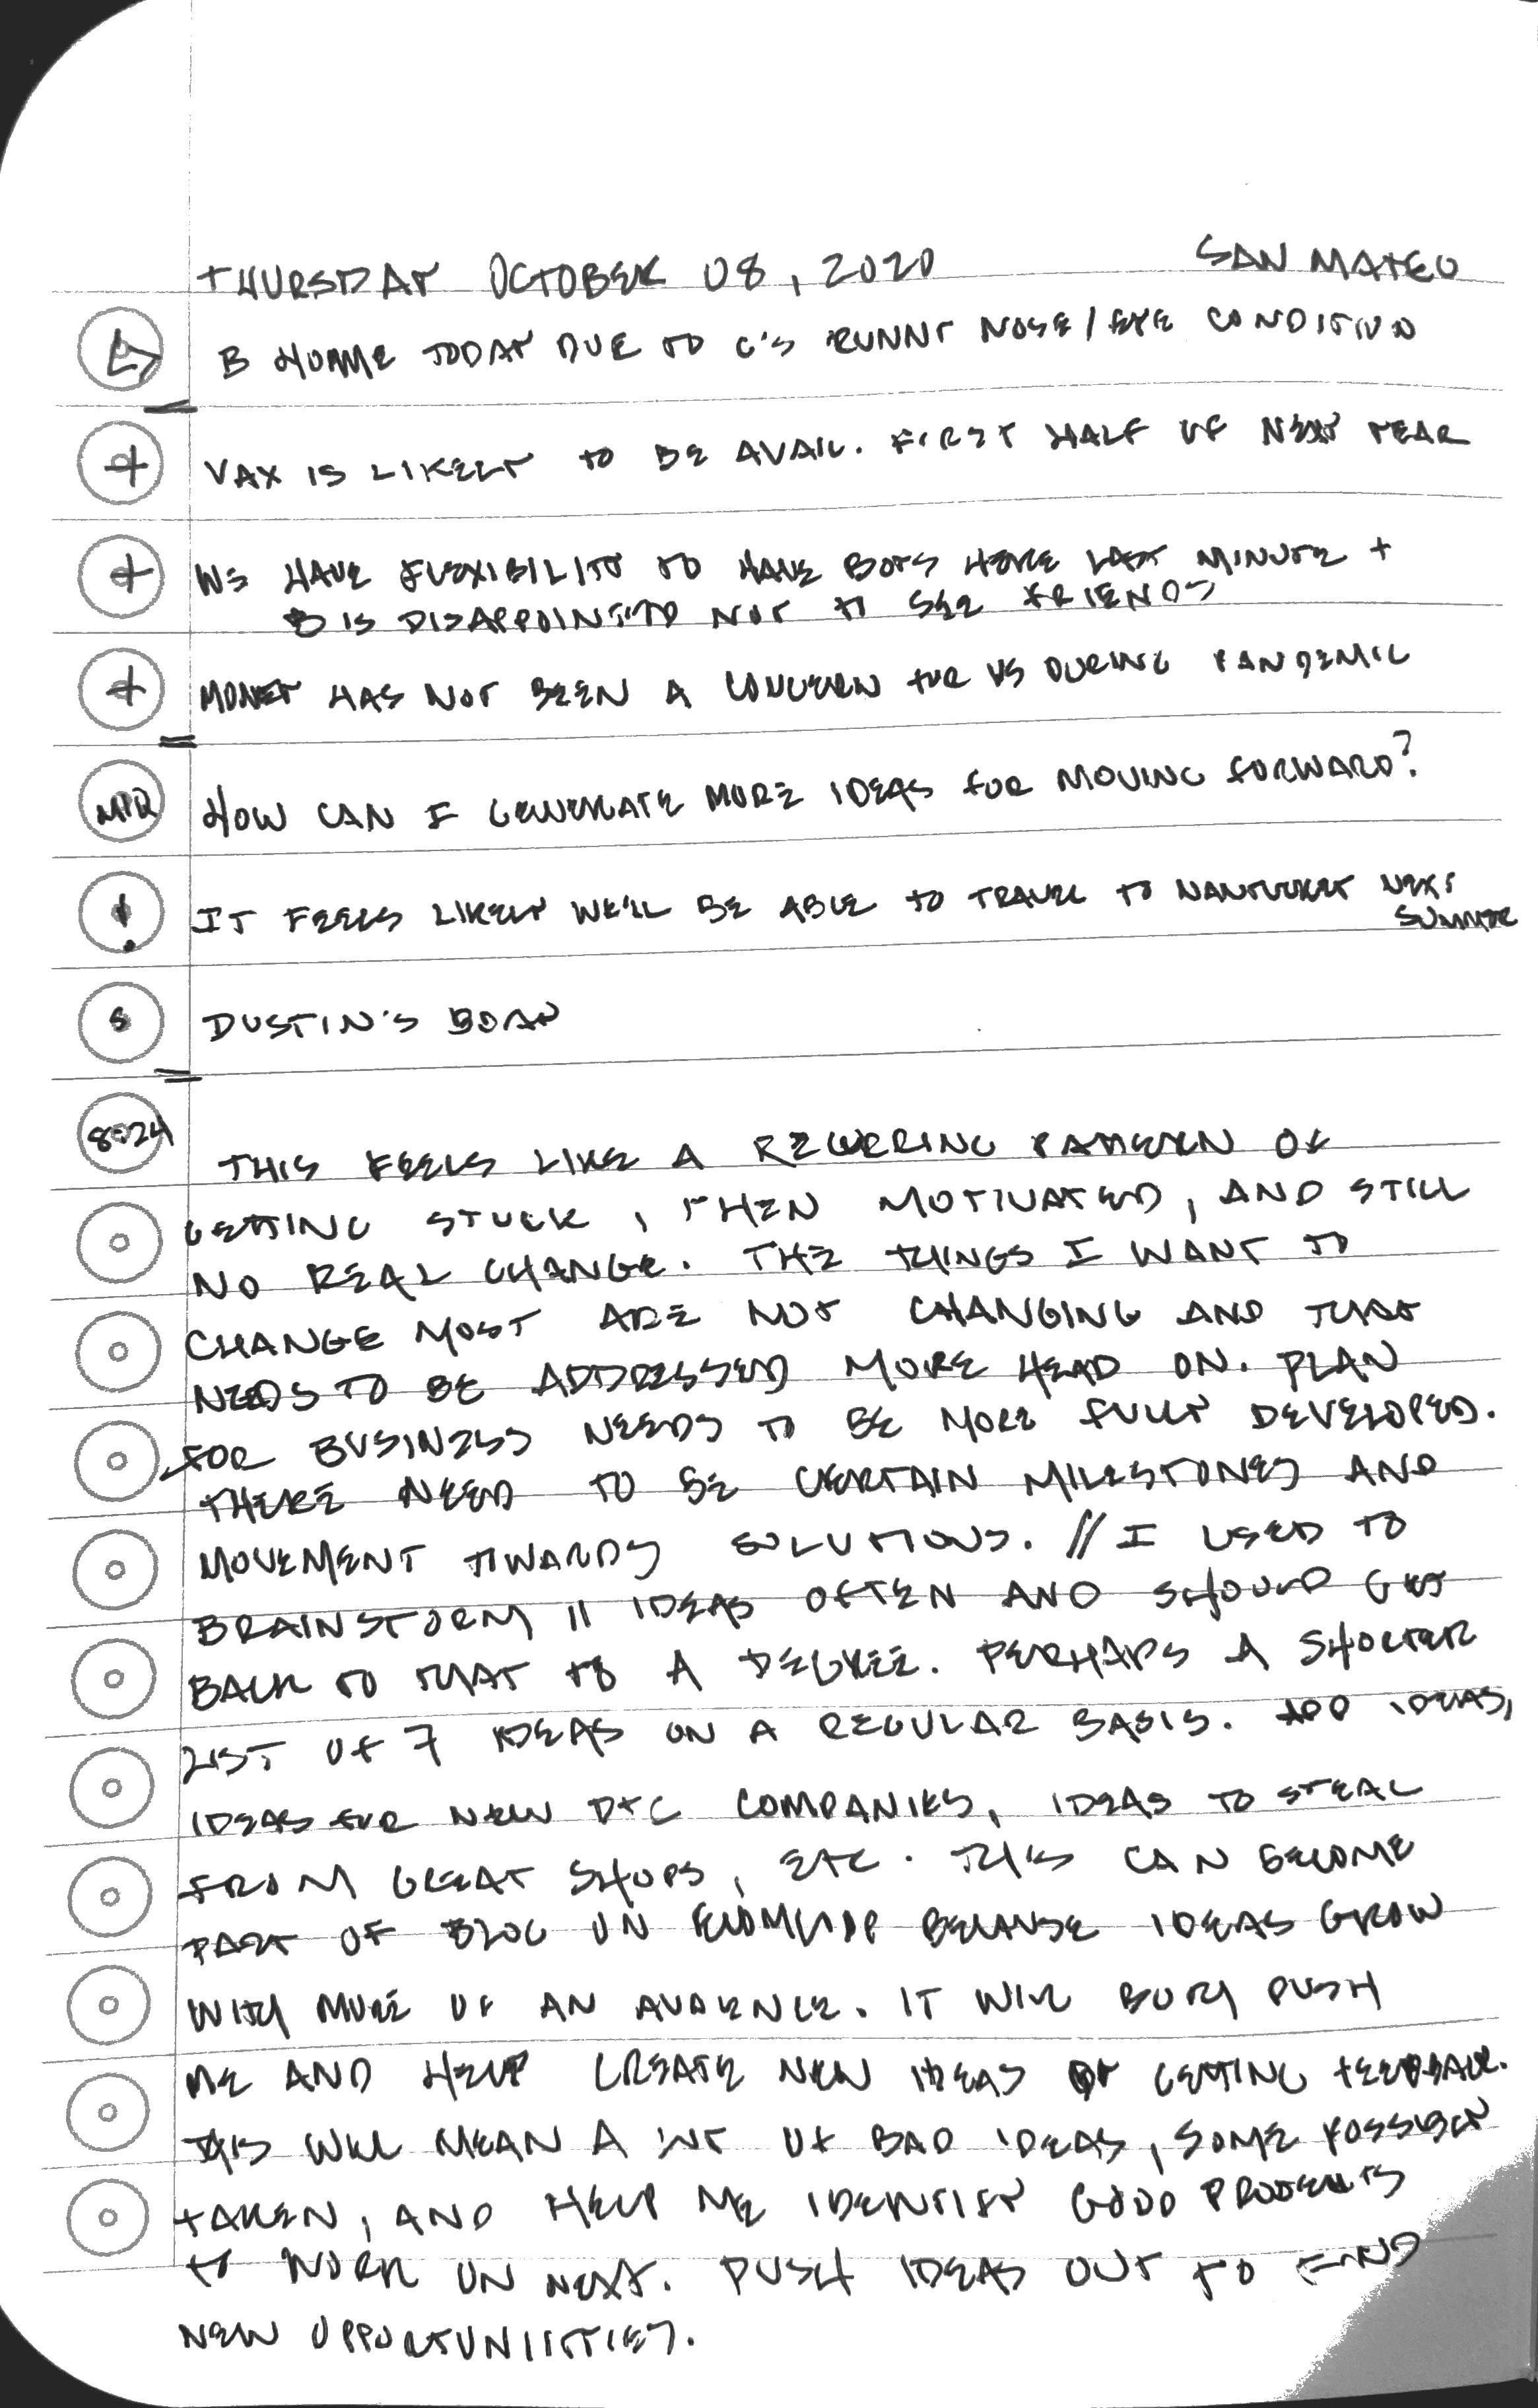 THURSDAY OCTOBER 08, 2020 SAN MATEO
B HOME TODAY DUE TO C'S RUNNY NOSE/EYE CONDITION
+ VAX IS LIKELY TO BE AVAIL. FIRST HALF OF NEXT YEAR
+ WE HAVE FLEXIBILITY TO HAVE BOYS HERE LAST MINUTE +
B IS DISAPPOINTED NOT TO SEE FRIENDS
+ MONEY HAS NOT BEEN A CONCERN FOR US DURING PANDEMIC
MTR HOW CAN I GENERATE MORE IDEAS FOR MOVING FORWARD?
! IT FEELS LIKELY WE'LL BE ABLE TO TRAVEL TO NANTUCKET NEXT
SUMMER
S DUSTIN'S BOAT
8:24 THIS FEELS LIKE A RECURRING PATTERN OF
GETTING STUCK, THEN MOTIVATED, AND STILL
NO REAL CHANGE. THE THINGS I WANT TO
CHANGE MOST ARE NOT CHANGING AND THAT
NEEDS TO BE ADDRESSED MORE HEAD ON. PLAN
FOR BUSINESS NEEDS TO BE MORE FULLY DEVELOPED.
THERE NEED TO BE CERTAIN MILESTONES AND
MOVEMENT TOWARDS SOLUTIONS. // I USED TO
BRAINSTORM 11 IDEAS OFTEN AND SHOULD GET
BACK TO THAT TO A DEGREE. PERHAPS A SHORTER
LIST OF 7 IDEAS ON A REGULAR BASIS. APP IDEAS,
IDEAS FOR NEW DTC COMPANIES, IDEAS TO STEAL
FROM GREAT SHOPS, ETC. THIS CAN BECOME
PART OF BLOG ON BECAUSE IDEAS GROW
WITH MORE OF AN AUDIENCE. IT WILL BOTH PUSH
ME AND HELP CREATE NEW IDEAS BY GETTING FEEDBACK.
THIS WILL MEAN A LOT OF BAD IDEAS, SOME POSSIBLY
TAKEN, AND HELP ME IDENTIFY GOOD PROJECTS
TO WORK ON NEXT. PUSH IDEAS OUT TO FIND
NEW OPPORTUNIITIES.